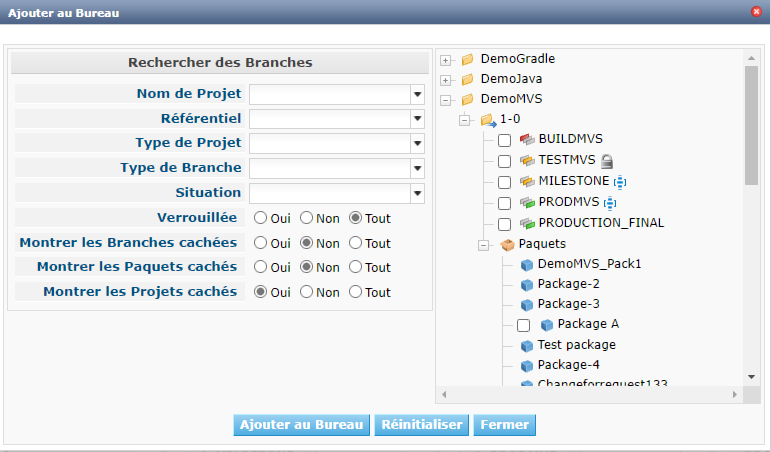 Ajouter au Bureau
Rechercher des Branches
Nom de Projet
Référentiel
Type de Projet
Type de Branche
Situation
Verrouillée Oui Non Tout
Montrer les Branches cachées Oui Non Tout
Montrer les Paquets cachés Oui Non Tout
Montrer les Projets cachés Oui Non Tout
DemoGradle
DemoJava
DemoMVS
1-0
BUILDMVS
TESTMVS
MILESTONE
PRODMVS
PRODUCTION_FINAL
Paquets
DemoMVS_Pack1
Package-2
Package-3
Package A
Test package
Package-4
Changeforrequest133
Ajouter au Bureau Réinitialiser Fermer